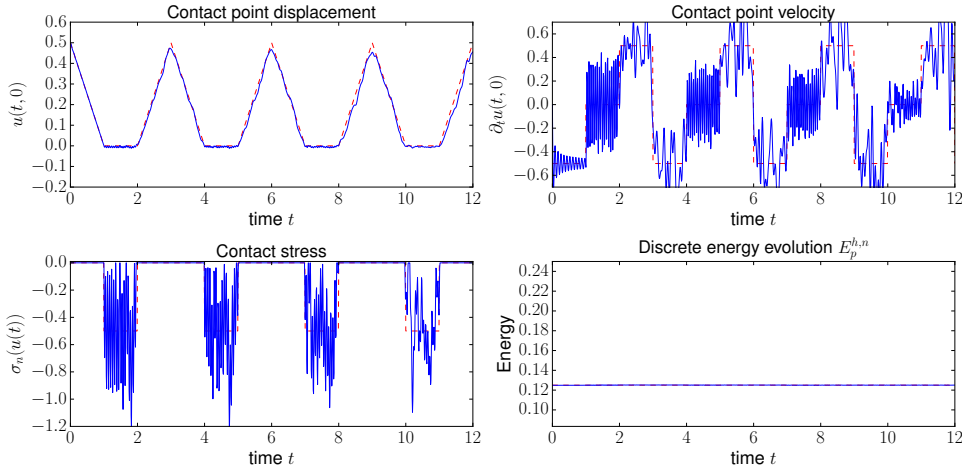 Contact point displacement
0.6
0.5
0.4
0.3
0.2
0.1
0.0
−0.1
0.2
u(t, 0)
0 2 4 6 8 10 12
time t
Contact point velocity
0.6
0.4
0.2
0.0
−0.2
−0.4
−0.6
∂ₜu(t, 0)
0 2 4 6 8 10 12
time t
Contact stress
0.0
−0.2
−0.4
−0.6
−0.8
−1.0
−1.2
σₙ(u(t))
0 2 4 6 8 10 12
time t
Discrete energy evolution Eₚʰ,ⁿ
0.24
0.22
0.20
0.18
0.16
0.14
0.12
0.10
Energy
0 2 4 6 8 10 12
time t